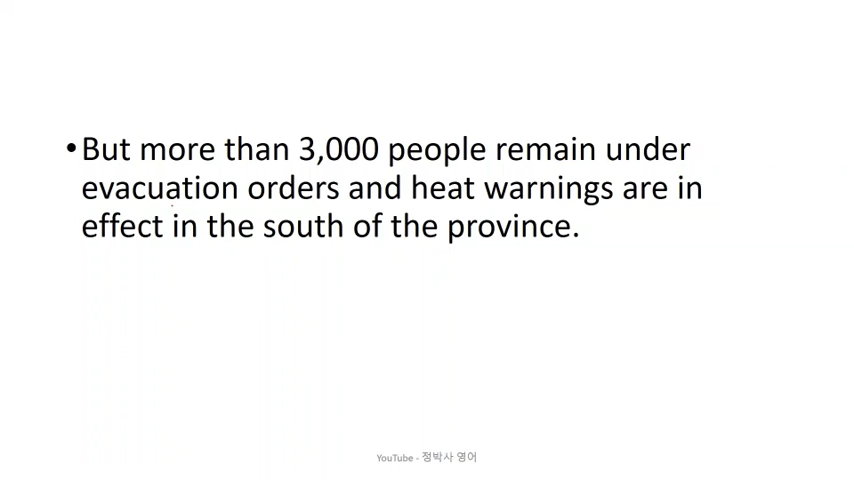 •But more than 3,000 people remain under
evacuation orders and heat warnings are in
effect in the south of the province.
YouTube - 정박사 영어